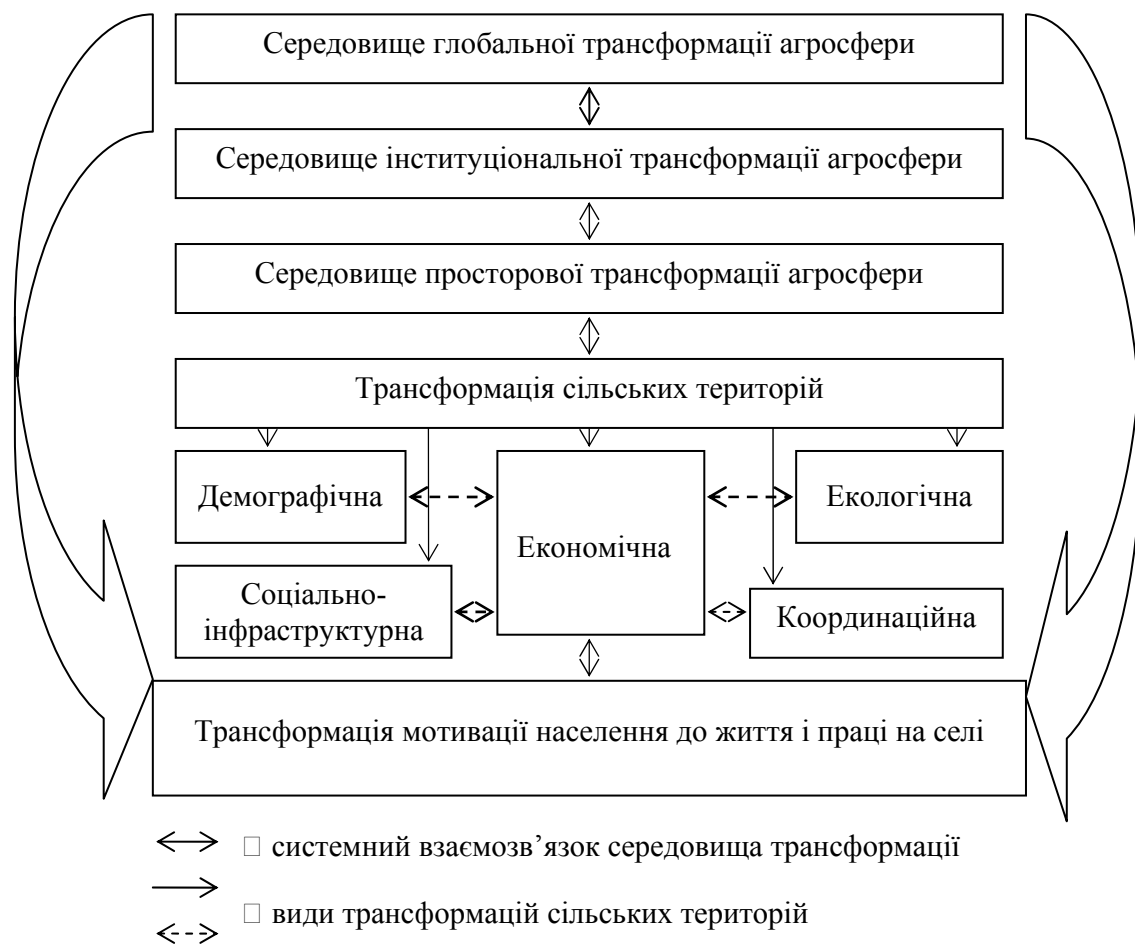 Середовище глобальної трансформації агросфери
Середовище інституціональної трансформації агросфери
Середовище просторової трансформації агросфери
Трансформація сільських територій
Демографічна
Економічна
Екологічна
Соціально-
інфраструктурна
Координаційна
Трансформація мотивації населення до життя і праці на селі
системний взаємозв’язок середовища трансформації
види трансформацій сільських територій